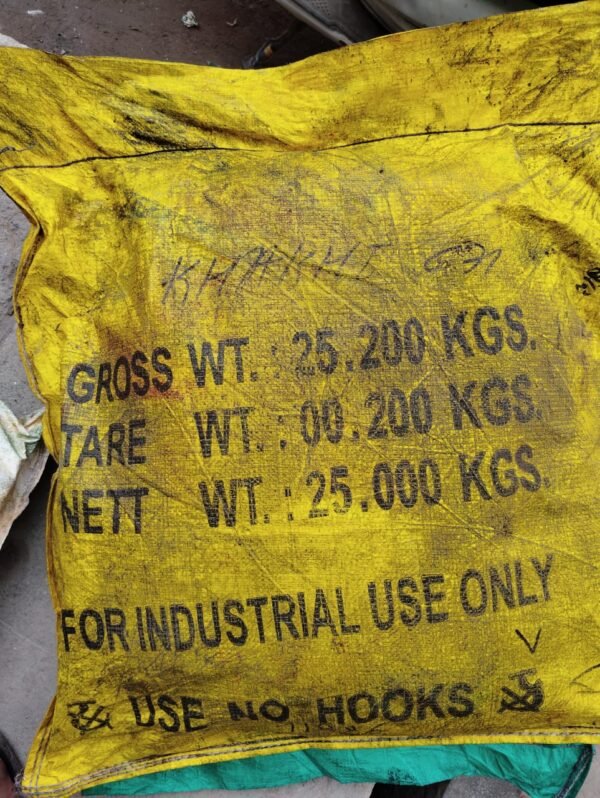 GROSS WT. : 25.200 KGS.
TARE WT. : 00.200 KGS.
NETT WT. : 25.000 KGS.
FOR INDUSTRIAL USE ONLY
USE NO HOOKS